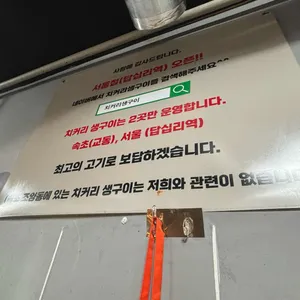 사랑에 감사드립니다.
서울점(답십리역) 오픈!!
네이버에서 치커리생구이를 검색해주세요^^
치커리생구이
치커리 생구이는 2곳만 운영합니다.
속초(교동), 서울 (답십리역)
최고의 고기로 보답하겠습니다.
조양동에 있는 치커리 생구이는 저희와 관련이 없습니다